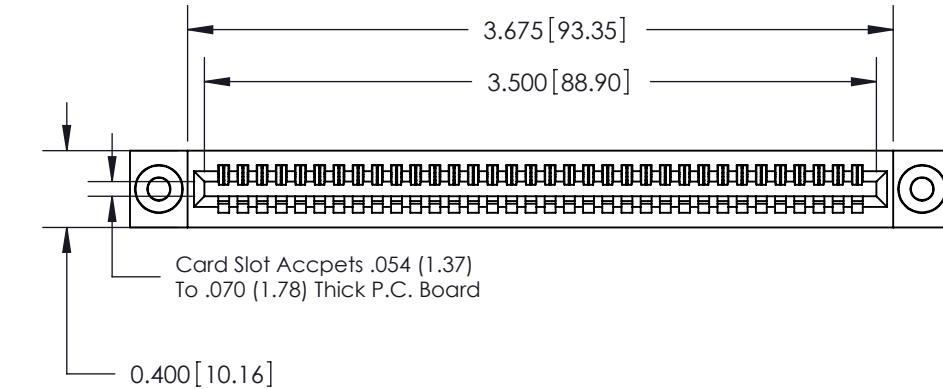 3.675[93.35]
3.500[88.90]
Card Slot Accpets .054 (1.37)
To .070 (1.78) Thick P.C. Board
0.400[10.16]